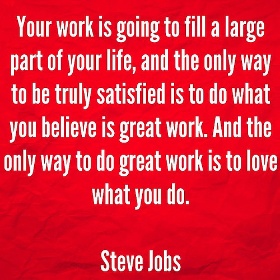 Your work is going to fill a large
part of your life, and the only way
to be truly satisfied is to do what
you believe is great work. And the
only way to do great work is to love
what you do.
Steve Jobs